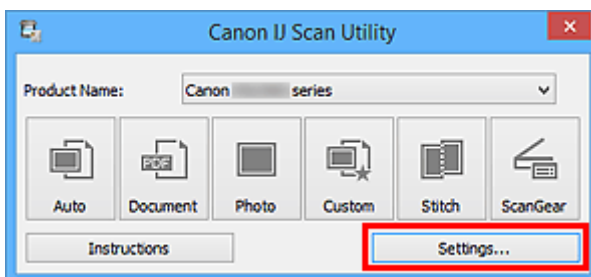 Canon IJ Scan Utility
Product Name: Canon series
PDF
Auto Document Photo Custom Stitch ScanGear
Instructions Settings...